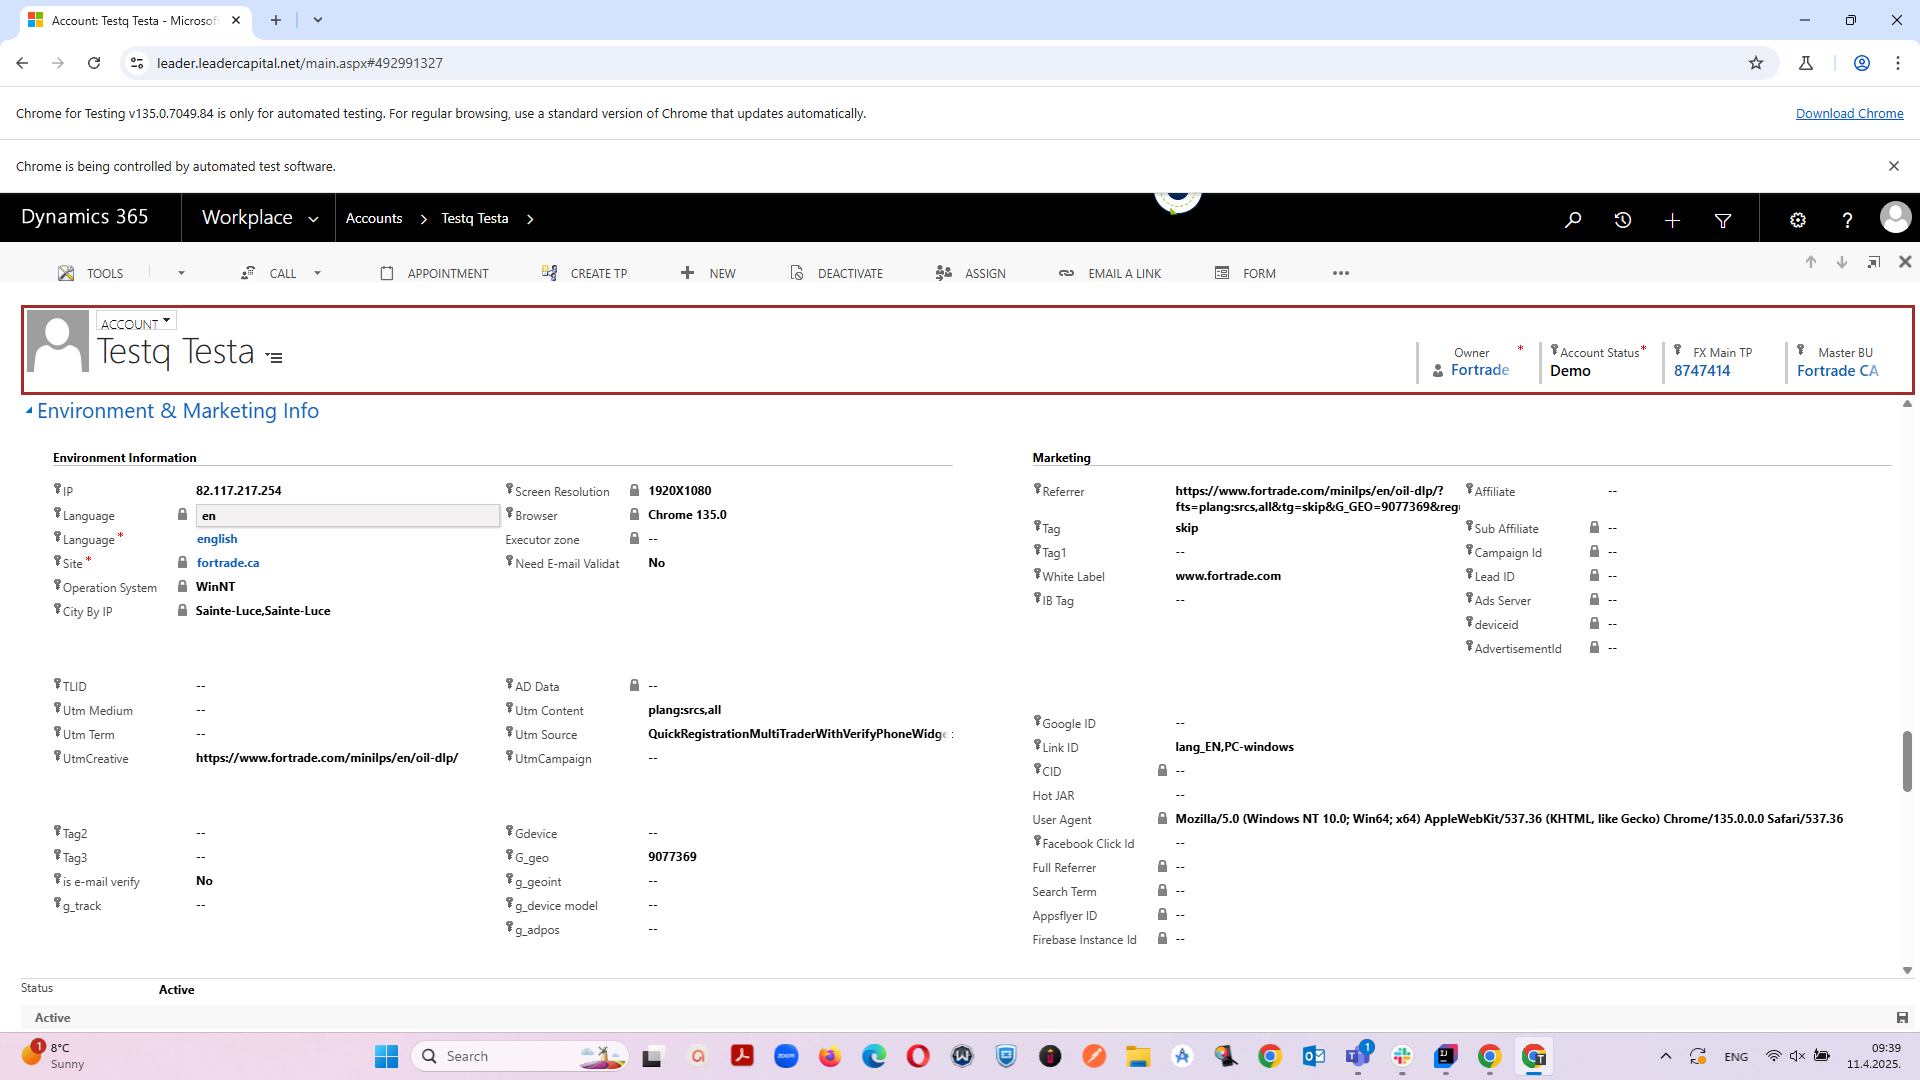 Account: Testq Testa - Microsof
leader.leadercapital.net/main.aspx#492991327
Chrome for Testing v135.0.7049.84 is only for automated testing. For regular browsing, use a standard version of Chrome that updates automatically.
Download Chrome
Chrome is being controlled by automated test software.
Dynamics 365
Workplace
Accounts
Testq Testa
TOOLS
CALL
APPOINTMENT
CREATE TP
NEW
DEACTIVATE
ASSIGN
EMAIL A LINK
FORM
ACCOUNT
Testq Testa
Owner *
Fortrade
Account Status *
Demo
FX Main TP
8747414
Master BU
Fortrade CA
Environment & Marketing Info
Environment Information
IP 82.117.217.254
Language en
Language * english
Site * fortrade.ca
Operation System WinNT
City By IP Sainte-Luce,Sainte-Luce
Screen Resolution 1920X1080
Browser Chrome 135.0
Executor zone --
Need E-mail Validat No
TLID --
Utm Medium --
Utm Term --
UtmCreative https://www.fortrade.com/minilps/en/oil-dlp/
AD Data --
Utm Content plang:srcs,all
Utm Source QuickRegistrationMultiTraderWithVerifyPhoneWidge
UtmCampaign --
Tag2 --
Tag3 --
is e-mail verify No
g_track --
Gdevice --
G_geo 9077369
g_geoint --
g_device model --
g_adpos --
Marketing
Referrer https://www.fortrade.com/minilps/en/oil-dlp/?
fts=plang:srcs,all&tg=skip&G_GEO=9077369&reg
Tag skip
Tag1 --
White Label www.fortrade.com
IB Tag --
Affiliate --
Sub Affiliate --
Campaign Id --
Lead ID --
Ads Server --
deviceid --
AdvertisementId --
Google ID --
Link ID lang_EN,PC-windows
CID --
Hot JAR --
User Agent Mozilla/5.0 (Windows NT 10.0; Win64; x64) AppleWebKit/537.36 (KHTML, like Gecko) Chrome/135.0.0.0 Safari/537.36
Facebook Click Id --
Full Referrer --
Search Term --
Appsflyer ID --
Firebase Instance Id --
Status Active
Active
1
8°C
Sunny
Search
zoom
1
ENG
09:39
11.4.2025.